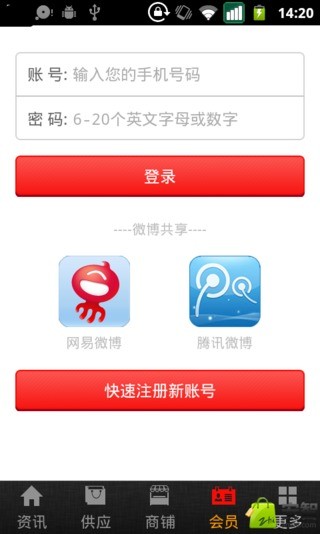 14:20
账 号: 输入您的手机号码
密 码: 6-20个英文字母或数字
登录
----微博共享----
网易微博
腾讯微博
快速注册新账号
资讯
供应
商铺
会员
更多